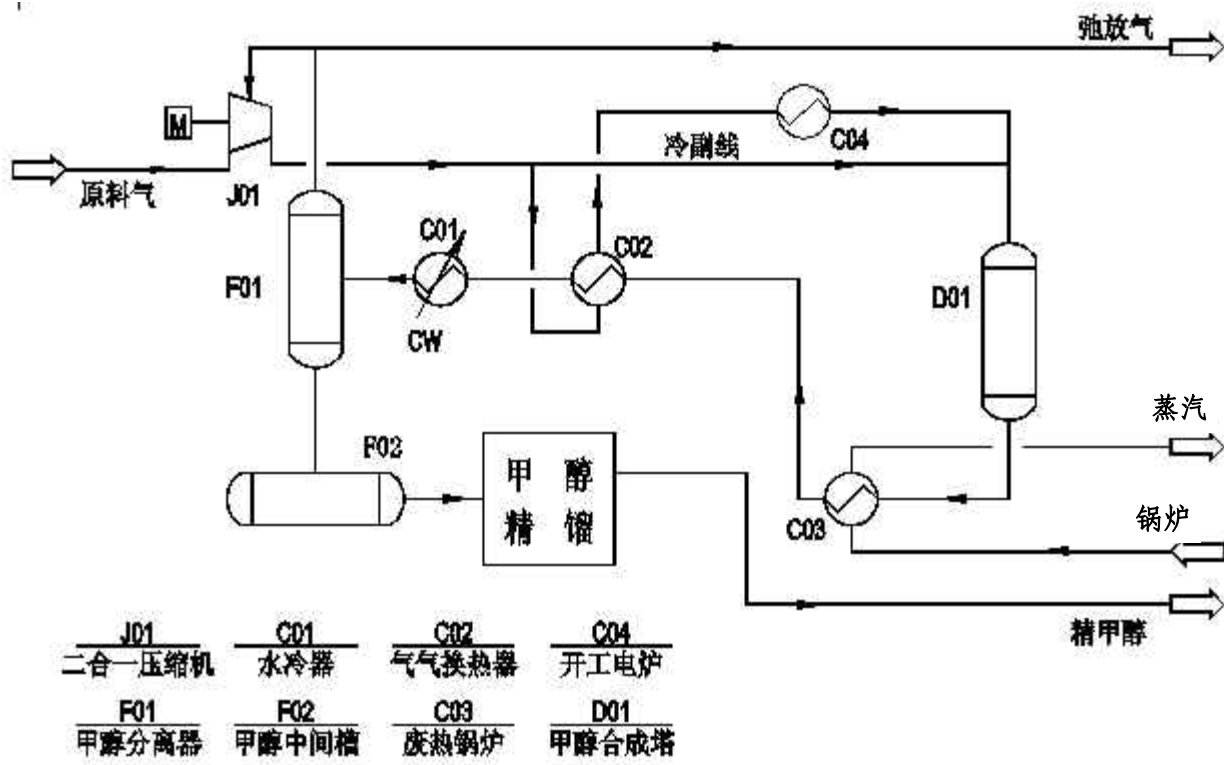 弛放气
M
C04
冷副线
原料气
J01
C01
C02
F01
D01
CW
蒸汽
F02
甲 醇
精 馏
C03
锅炉
精甲醇
J01 C01 C02 C04
二合一压缩机 水冷器 气气换热器 开工电炉
F01 F02 C03 D01
甲醇分离器 甲醇中间槽 废热锅炉 甲醇合成塔